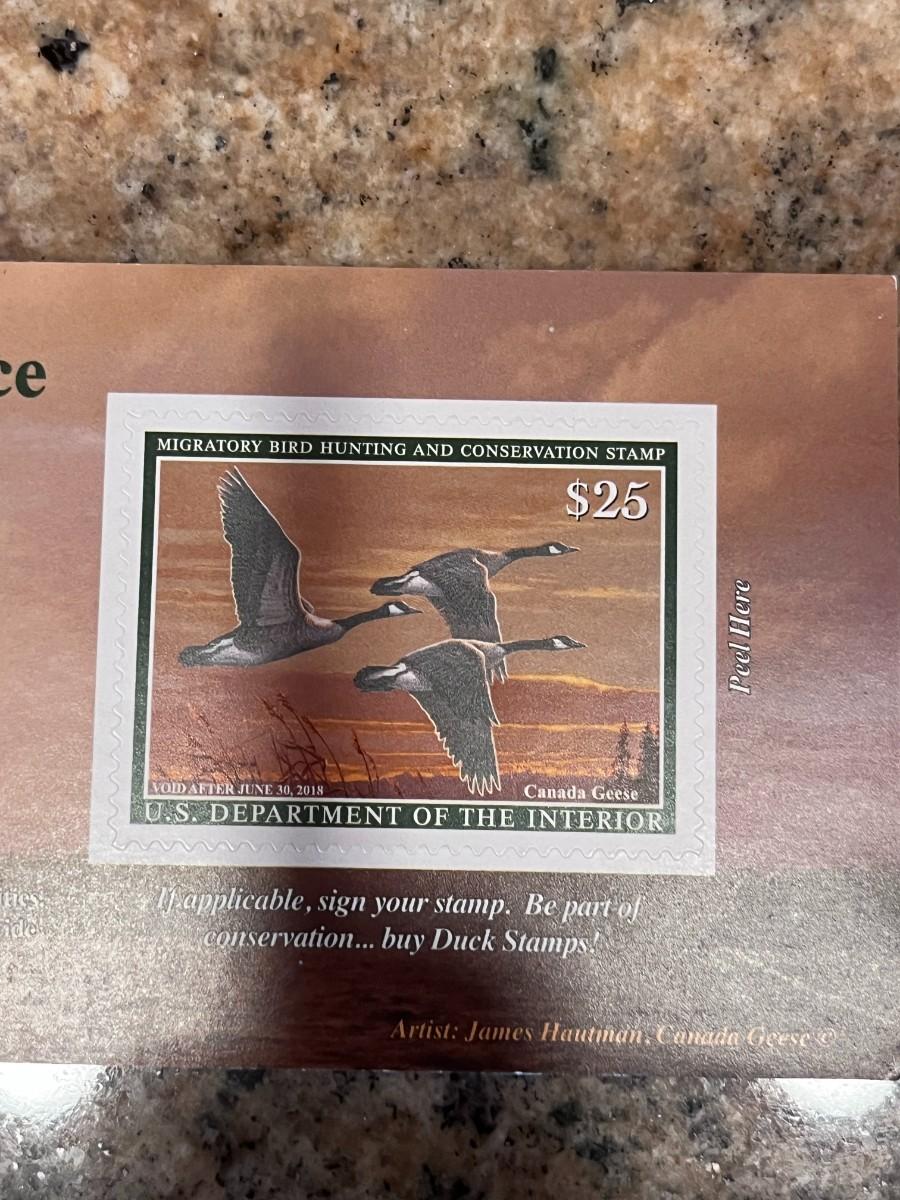 ce
MIGRATORY BIRD HUNTING AND CONSERVATION STAMP
$25
Peel Here
VOID AFTER JUNE 30, 2018
Canada Geese
U.S. DEPARTMENT OF THE INTERIOR
If applicable, sign your stamp. Be part of
conservation... buy Duck Stamps!
Artist: James Hautman, Canada Geese ©